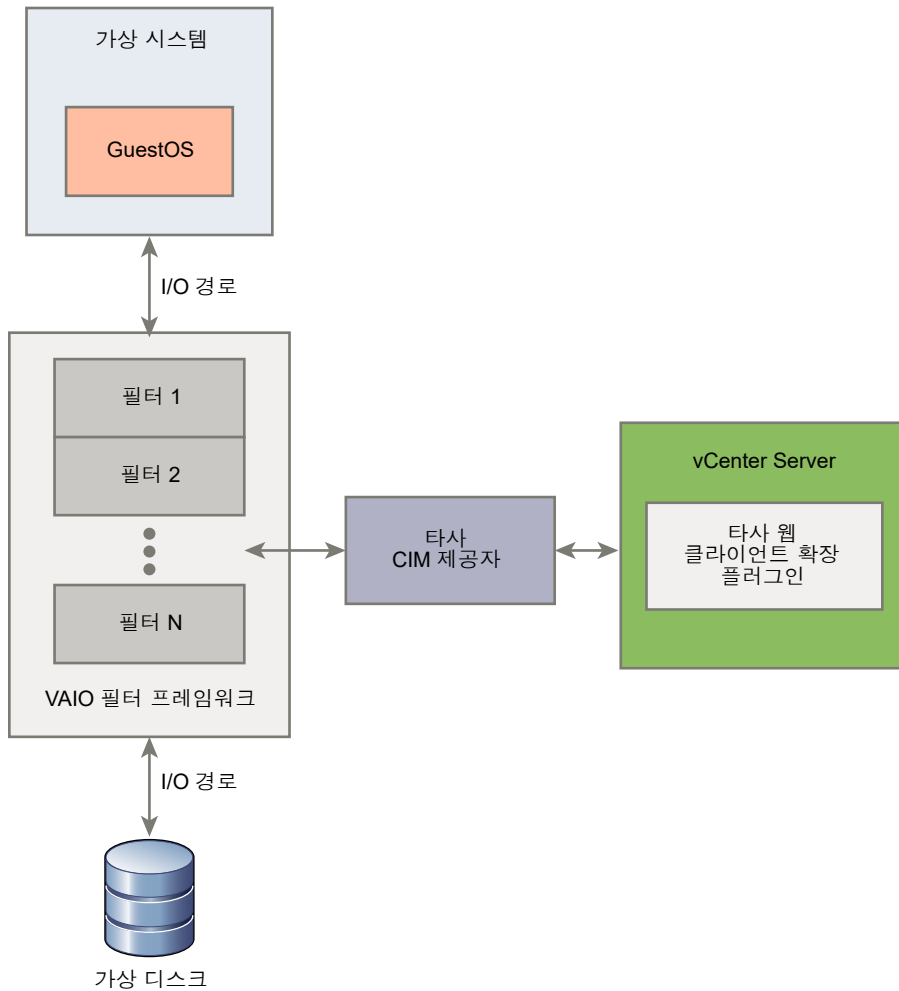 가상 시스템
GuestOS
I/O 경로
필터 1
필터 2
필터 N
VAIO 필터 프레임워크
타사
CIM 제공자
vCenter Server
타사 웹
클라이언트 확장
플러그인
I/O 경로
가상 디스크